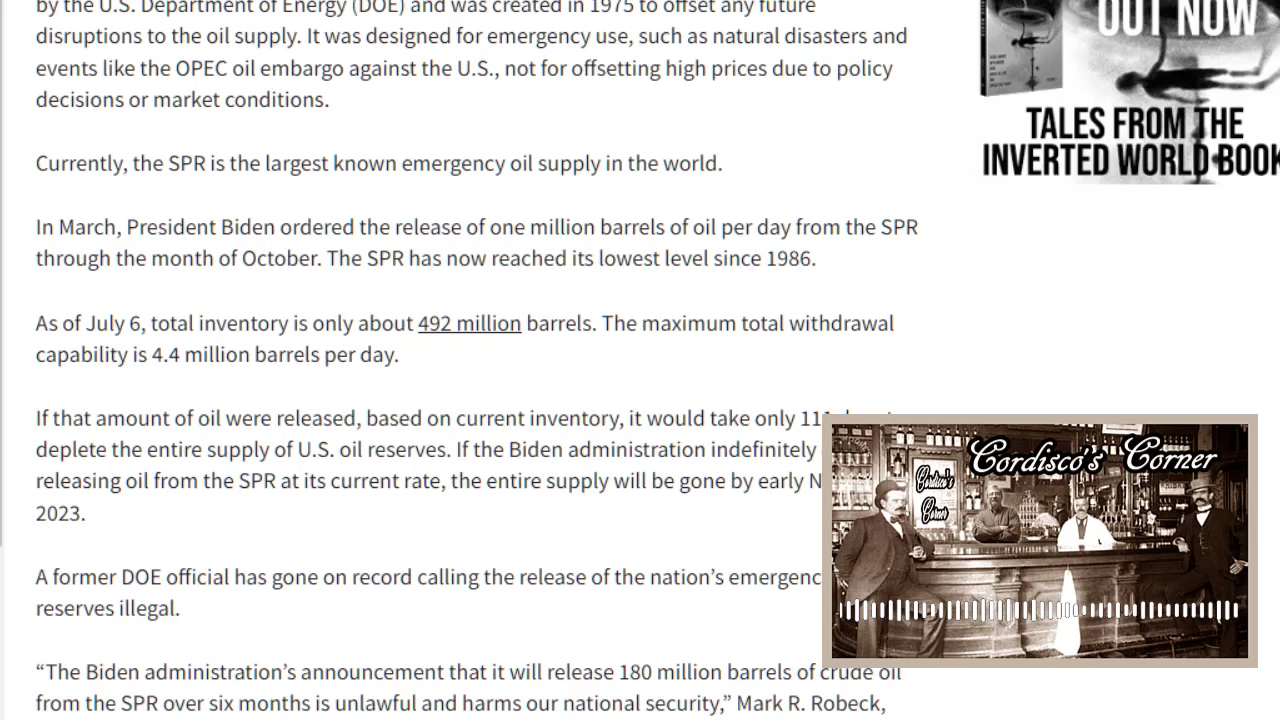 by the U.S. Department of Energy (DOE) and was created in 1975 to offset any future
disruptions to the oil supply. It was designed for emergency use, such as natural disasters and
events like the OPEC oil embargo against the U.S., not for offsetting high prices due to policy
decisions or market conditions.
Currently, the SPR is the largest known emergency oil supply in the world.
In March, President Biden ordered the release of one million barrels of oil per day from the SPR
through the month of October. The SPR has now reached its lowest level since 1986.
As of July 6, total inventory is only about 492 million barrels. The maximum total withdrawal
capability is 4.4 million barrels per day.
If that amount of oil were released, based on current inventory, it would take only
deplete the entire supply of U.S. oil reserves. If the Biden administration indefinitely
releasing oil from the SPR at its current rate, the entire supply will be gone by early
2023.
A former DOE official has gone on record calling the release of the nation's
reserves illegal.
“The Biden administration's announcement that it will release 180 million barrels of crude oil
from the SPR over six months is unlawful and harms our national security,” Mark R. Robeck,
OUT NOW
TALES FROM THE
INVERTED WORLD BOOK
Cordisco's Corner
Cordisco's
Corner